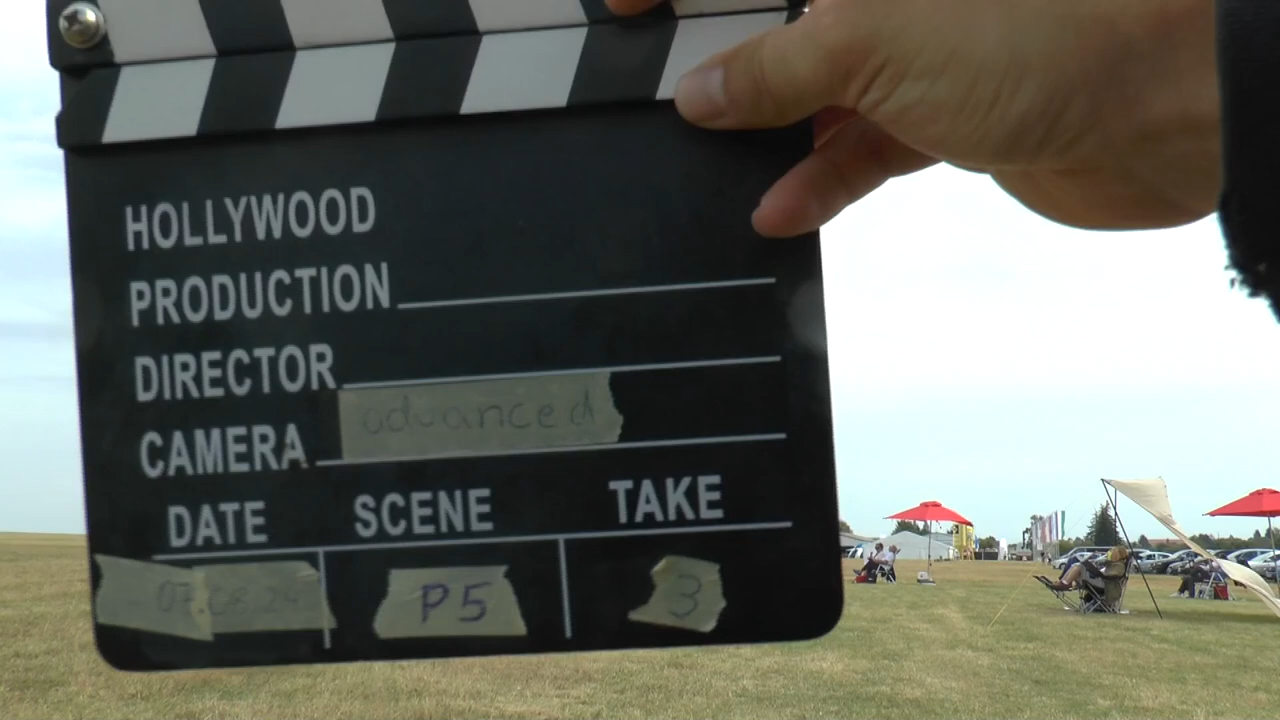 HOLLYWOOD
PRODUCTION
DIRECTOR
CAMERA advanced
DATE SCENE TAKE
07.08.24 P5 3